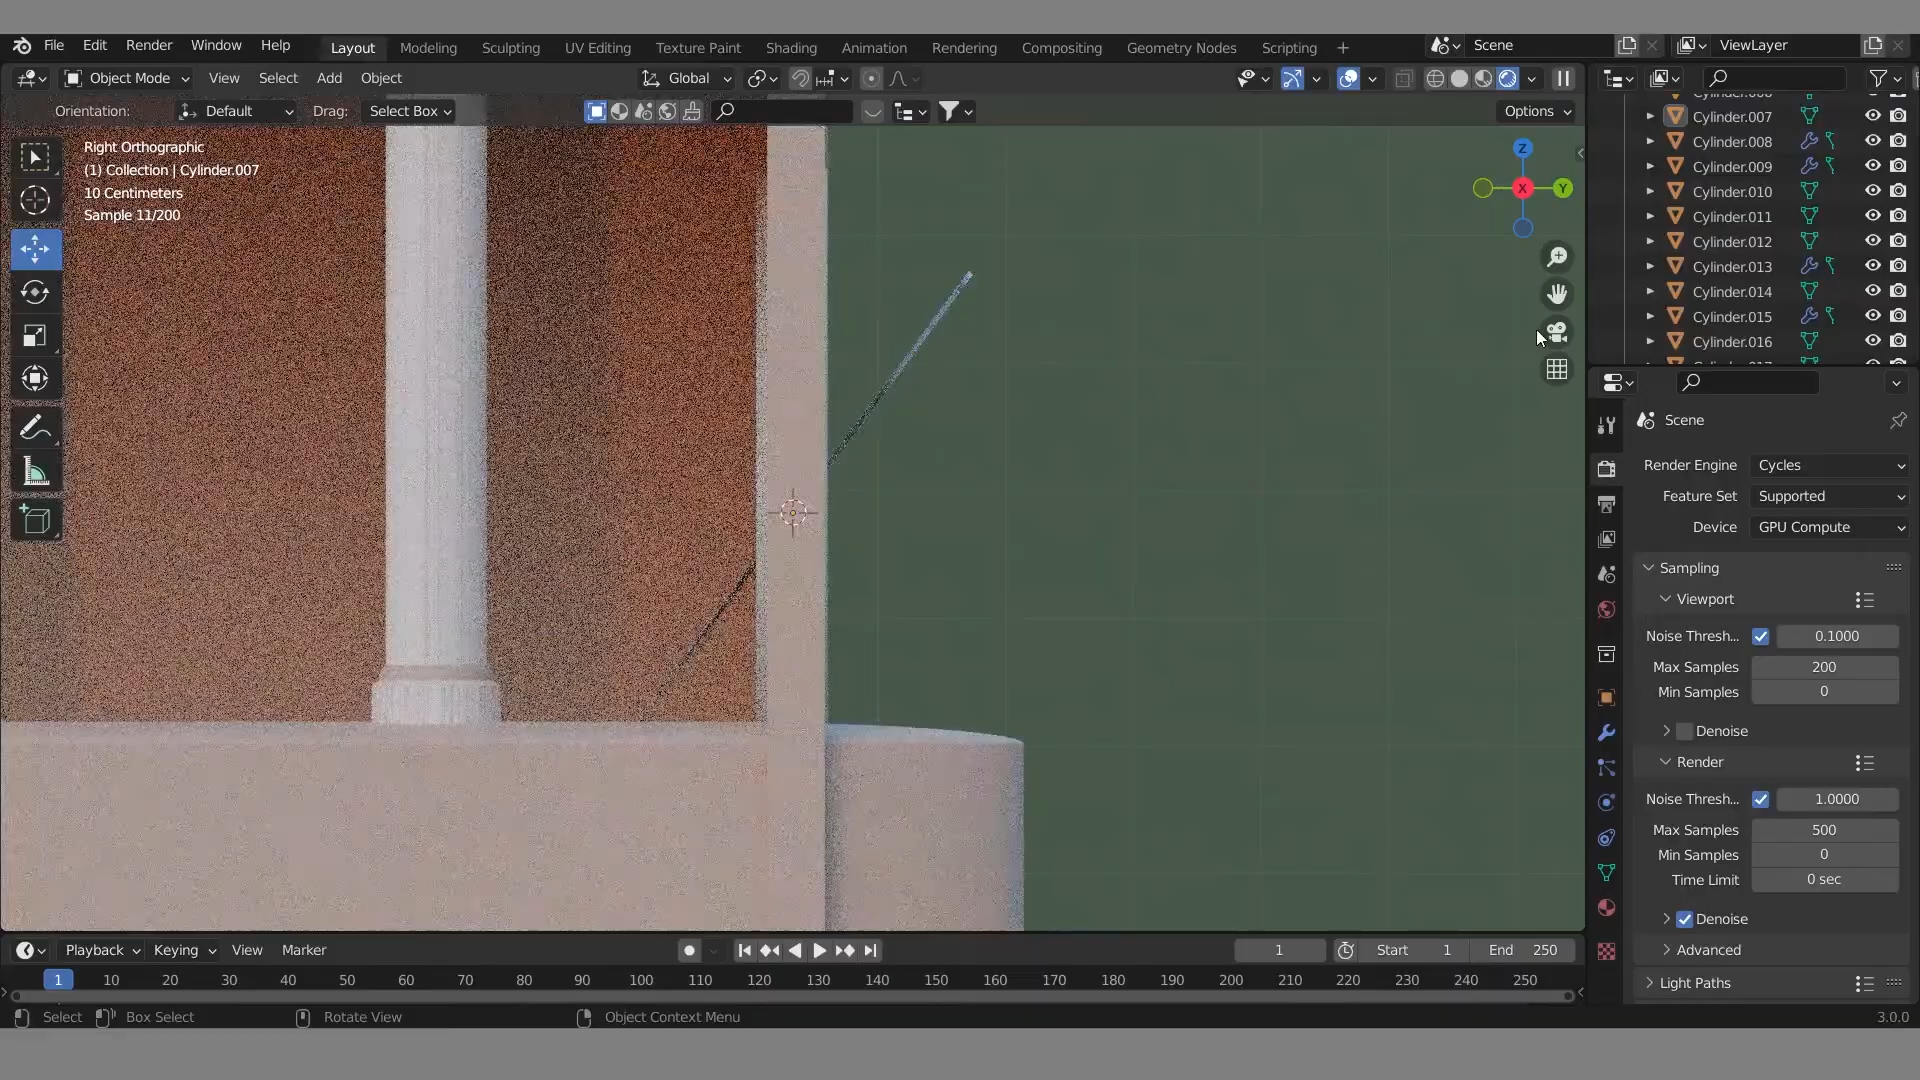 File Edit Render Window Help Layout Modeling Sculpting UV Editing Texture Paint Shading Animation Rendering Compositing Geometry Nodes Scripting + Scene ViewLayer
Object Mode View Select Add Object Global
Orientation: Default Drag: Select Box Options
Right Orthographic
(1) Collection | Cylinder.007
10 Centimeters
Sample 11/200
Z
X
Y
Cylinder.007
Cylinder.008
Cylinder.009
Cylinder.010
Cylinder.011
Cylinder.012
Cylinder.013
Cylinder.014
Cylinder.015
Cylinder.016
Scene
Render Engine Cycles
Feature Set Supported
Device GPU Compute
Sampling
Viewport
Noise Thresh... 0.1000
Max Samples 200
Min Samples 0
Denoise
Render
Noise Thresh... 1.0000
Max Samples 500
Min Samples 0
Time Limit 0 sec
Denoise
Advanced
Light Paths
Playback Keying View Marker 1 Start 1 End 250
1 10 20 30 40 50 60 70 80 90 100 110 120 130 140 150 160 170 180 190 200 210 220 230 240 250
Select Box Select Rotate View Object Context Menu 3.0.0